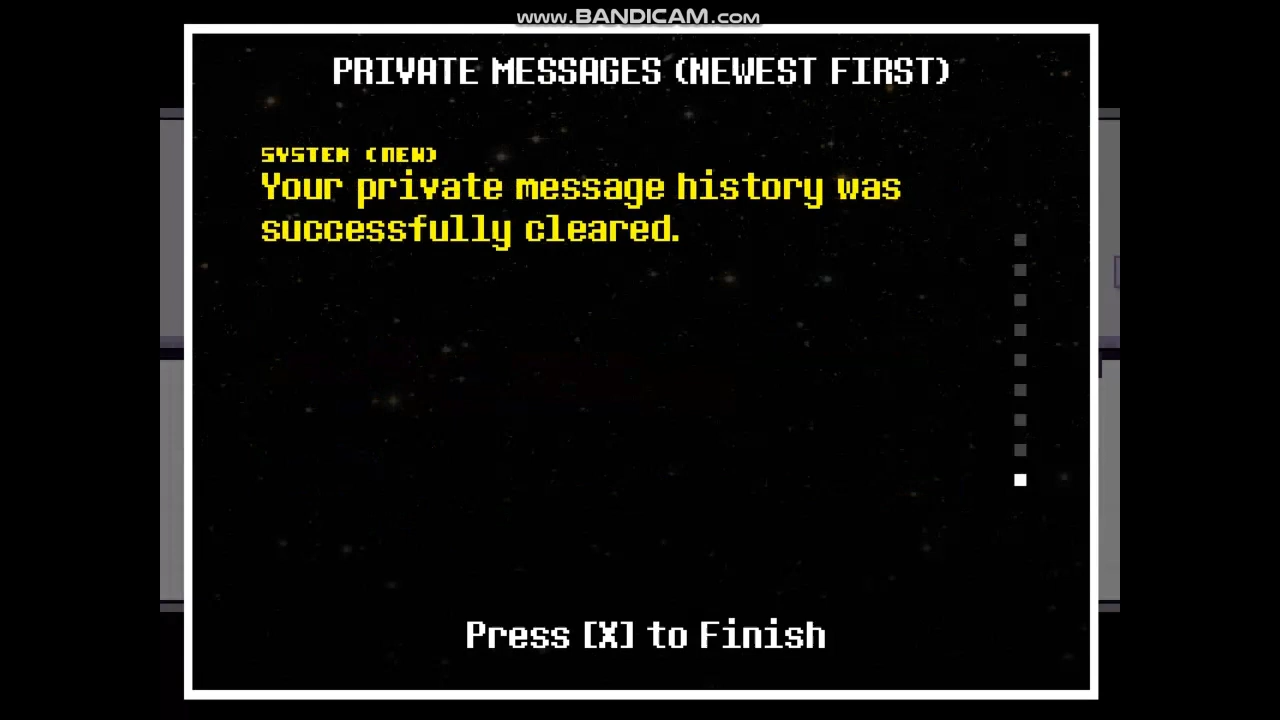 www.BANDICAM.com
PRIVATE MESSAGES (NEWEST FIRST)
SYSTEM (NEW)
Your private message history was
successfully cleared.
Press [X] to Finish